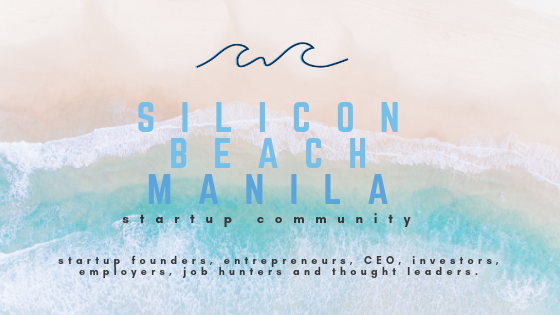 SILICON
BEACH
MANILA
startup community
startup founders, entrepreneurs, CEO, investors,
employers, job hunters and thought leaders.